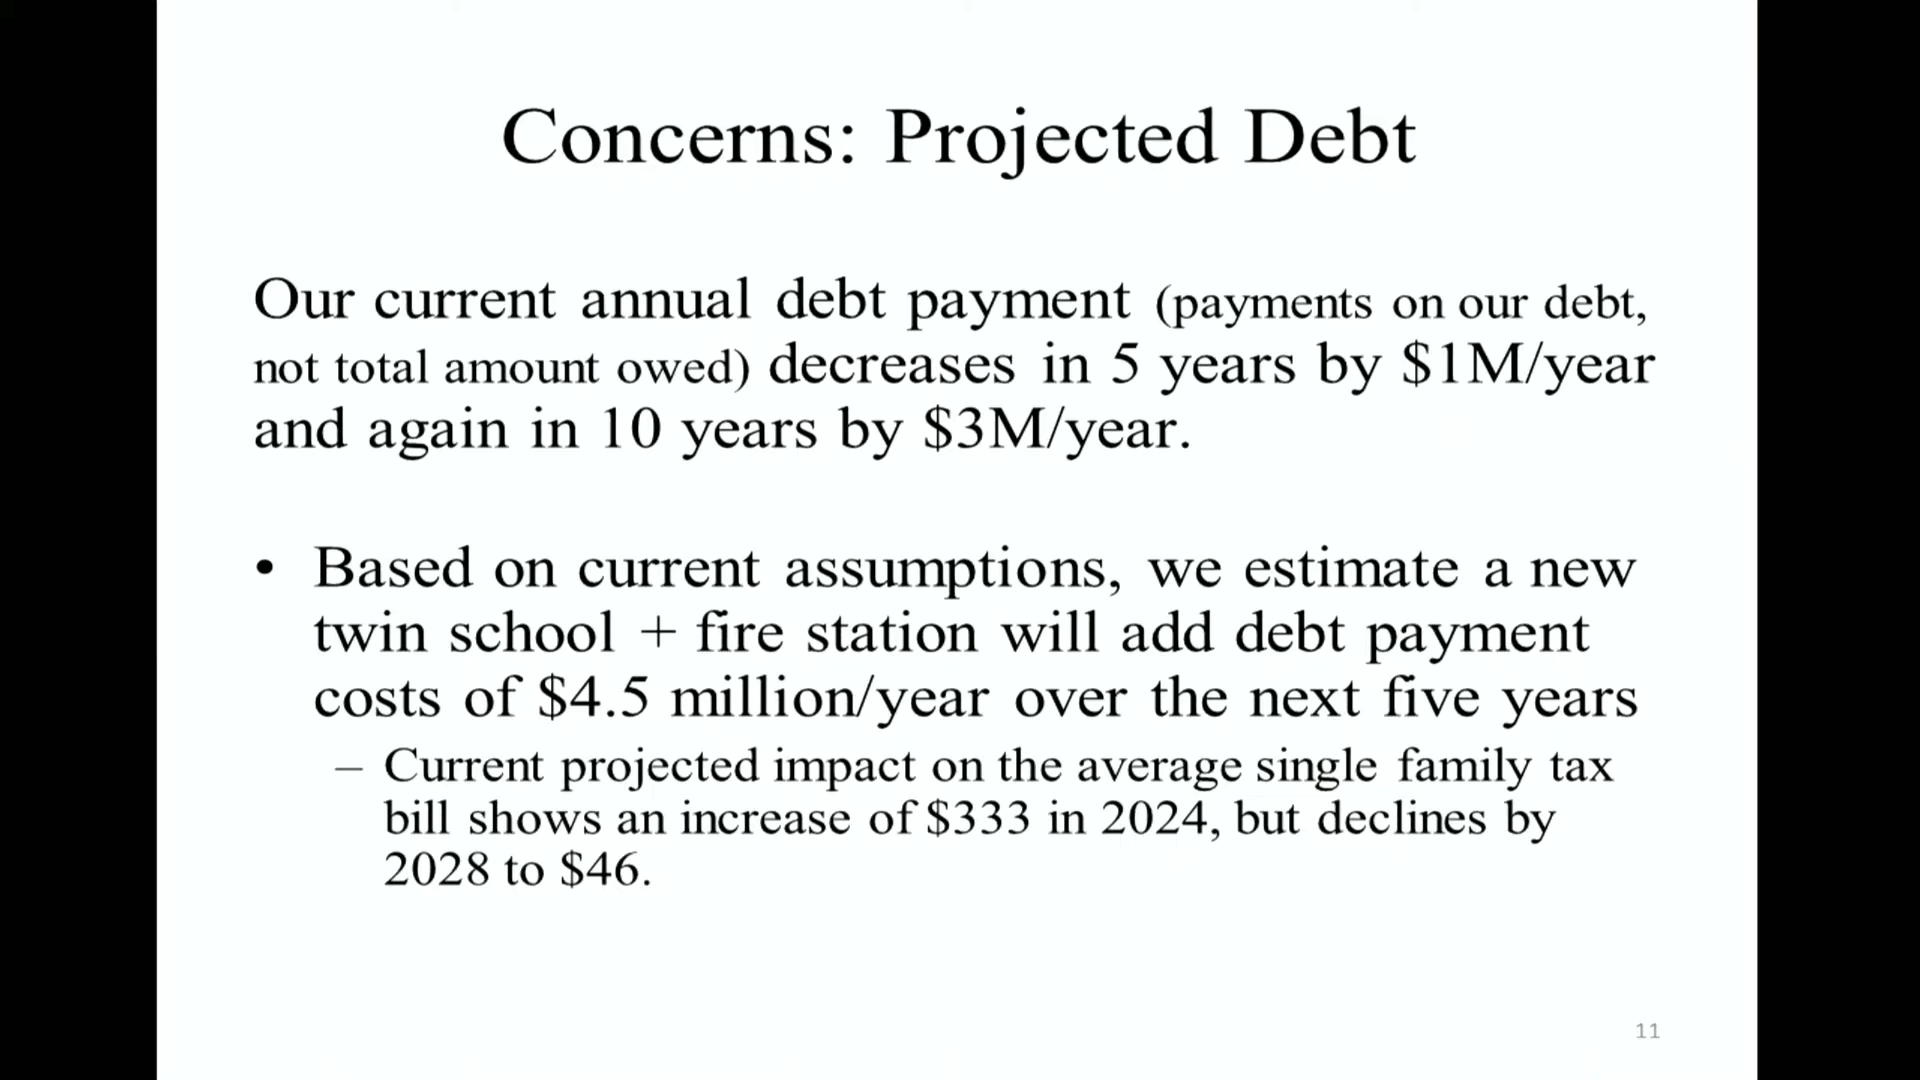 Concerns: Projected Debt
Our current annual debt payment (payments on our debt,
not total amount owed) decreases in 5 years by $1M/year
and again in 10 years by $3M/year.
• Based on current assumptions, we estimate a new
twin school + fire station will add debt payment
costs of $4.5 million/year over the next five years
– Current projected impact on the average single family tax
bill shows an increase of $333 in 2024, but declines by
2028 to $46.
11